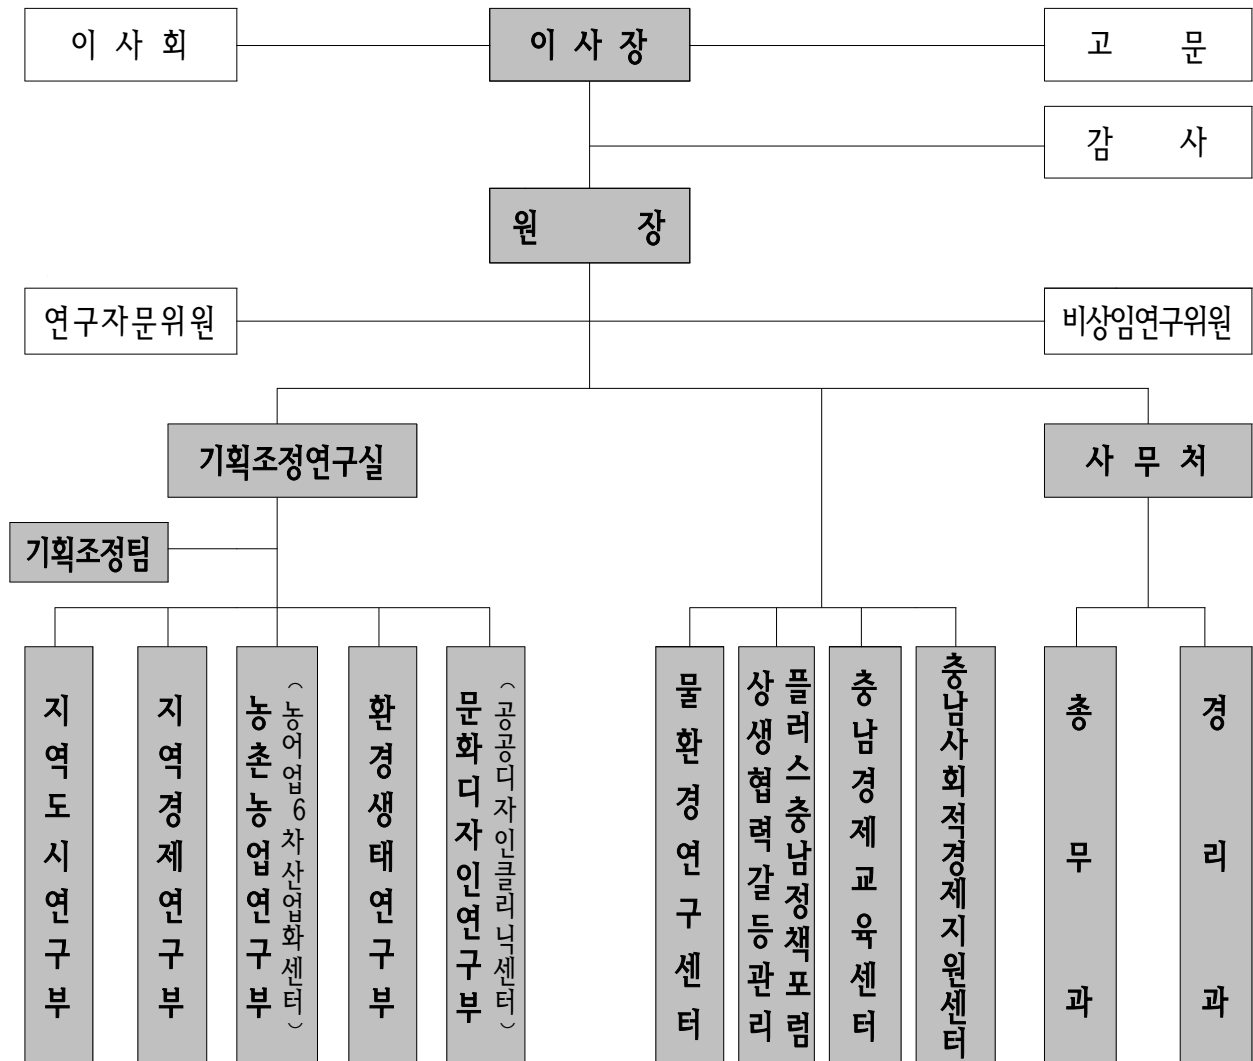 이 사 회
이 사 장
고 문
감 사
원 장
연구자문위원
비상임연구위원
기획조정연구실
사 무 처
기획조정팀
지역도시연구부
지역경제연구부
농촌농업연구부
(농어업6차산업화센터)
환경생태연구부
문화디자인연구부
(공공디자인클리닉센터)
물환경연구센터
상생협력갈등관리
플러스충남정책포럼
충남경제교육센터
충남사회적경제지원센터
총 무 과
경 리 과